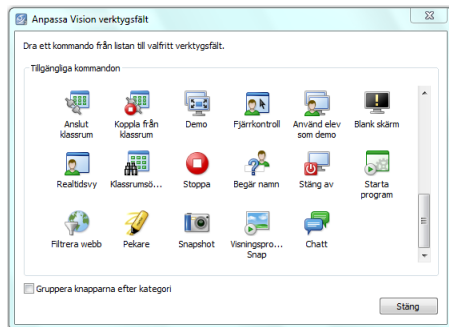 Anpassa Vision verktygsfält
Dra ett kommando från listan till valfritt verktygsfält.
Tillgängliga kommandon
Anslut klassrum
Koppla från klassrum
Demo
Fjärrkontroll
Använd elev som demo
Blank skärm
Realtidsvy
Klassrumsö...
Stoppa
Begär namn
Stäng av
Starta program
Filtrera webb
Pekare
Snapshot
Visningspro... Snap
Chatt
Gruppera knapparna efter kategori
Stäng